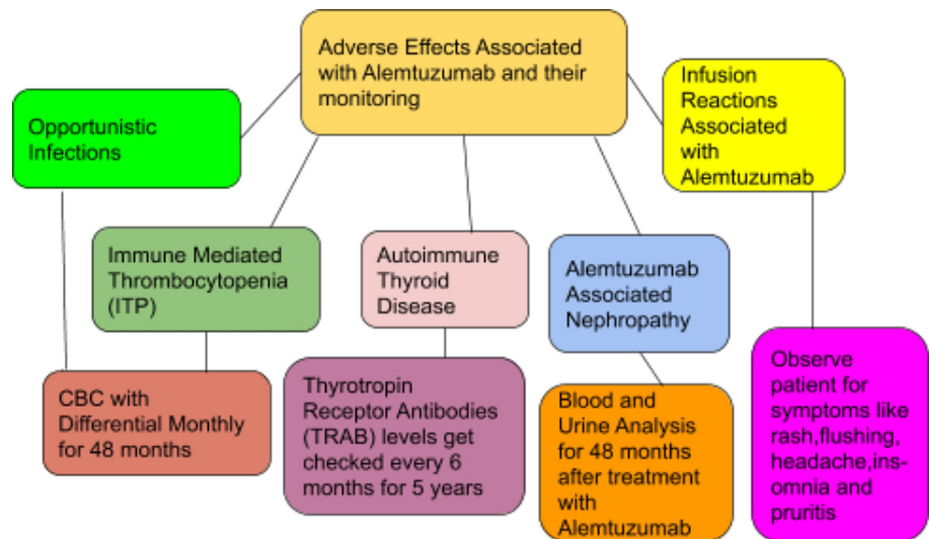 Adverse Effects Associated
with Alemtuzumab and their
monitoring
Opportunistic
Infections
Infusion
Reactions
Associated
with
Alemtuzumab
Immune Mediated
Thrombocytopenia
(ITP)
Autoimmune
Thyroid
Disease
Alemtuzumab
Associated
Nephropathy
CBC with
Differential Monthly
for 48 months
Thyrotropin
Receptor Antibodies
(TRAB) levels get
checked every 6
months for 5 years
Blood and
Urine Analysis
for 48 months
after treatment
with
Alemtuzumab
Observe
patient for
symptoms like
rash,flushing,
headache,ins-
omnia and
pruritis